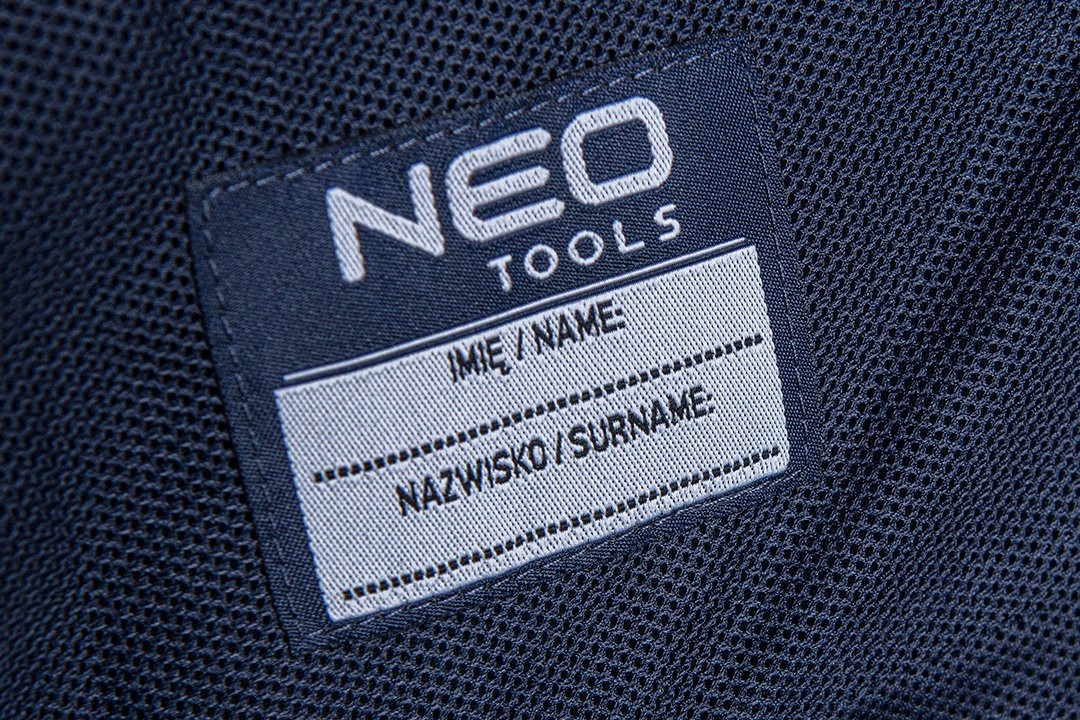 NEO
TOOLS
IMIĘ / NAME:
NAZWISKO / SURNAME: